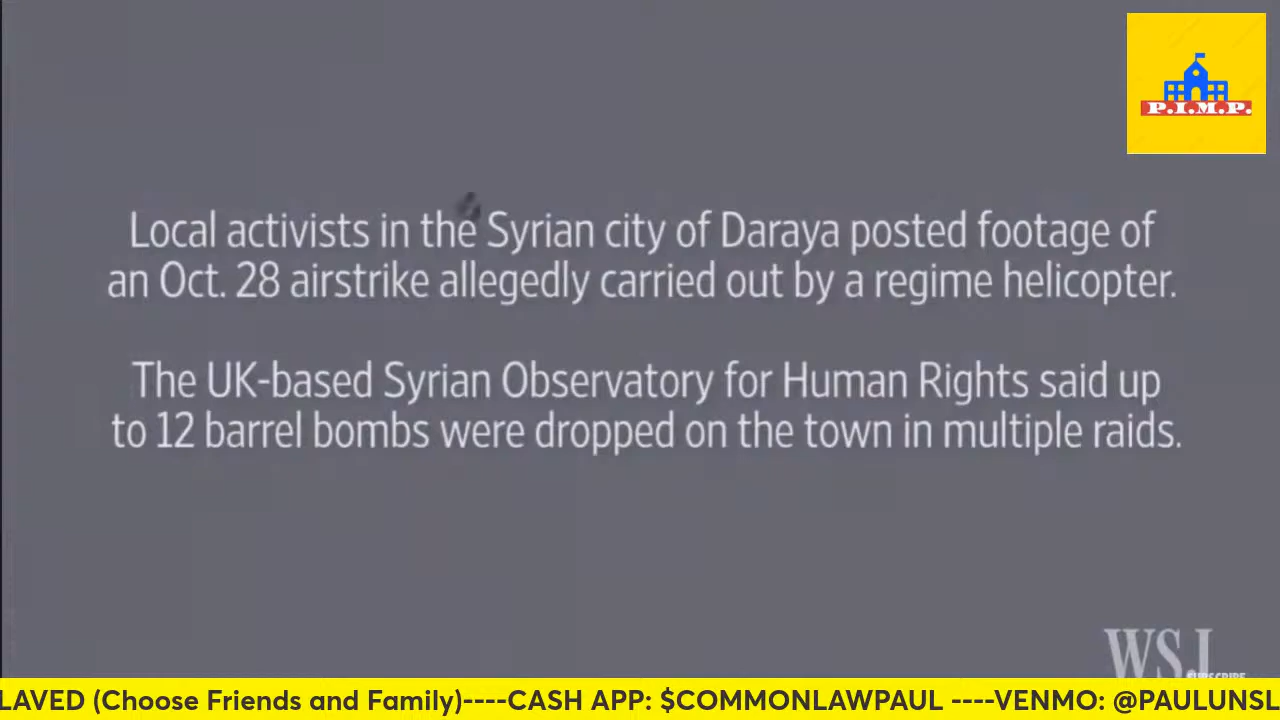 P.I.M.P.
Local activists in the Syrian city of Daraya posted footage of
an Oct. 28 airstrike allegedly carried out by a regime helicopter.
The UK-based Syrian Observatory for Human Rights said up
to 12 barrel bombs were dropped on the town in multiple raids.
WSJ
SUBSCRIBE
LAVED (Choose Friends and Family)----CASH APP: $COMMONLAWPAUL ----VENMO: @PAULUNSL